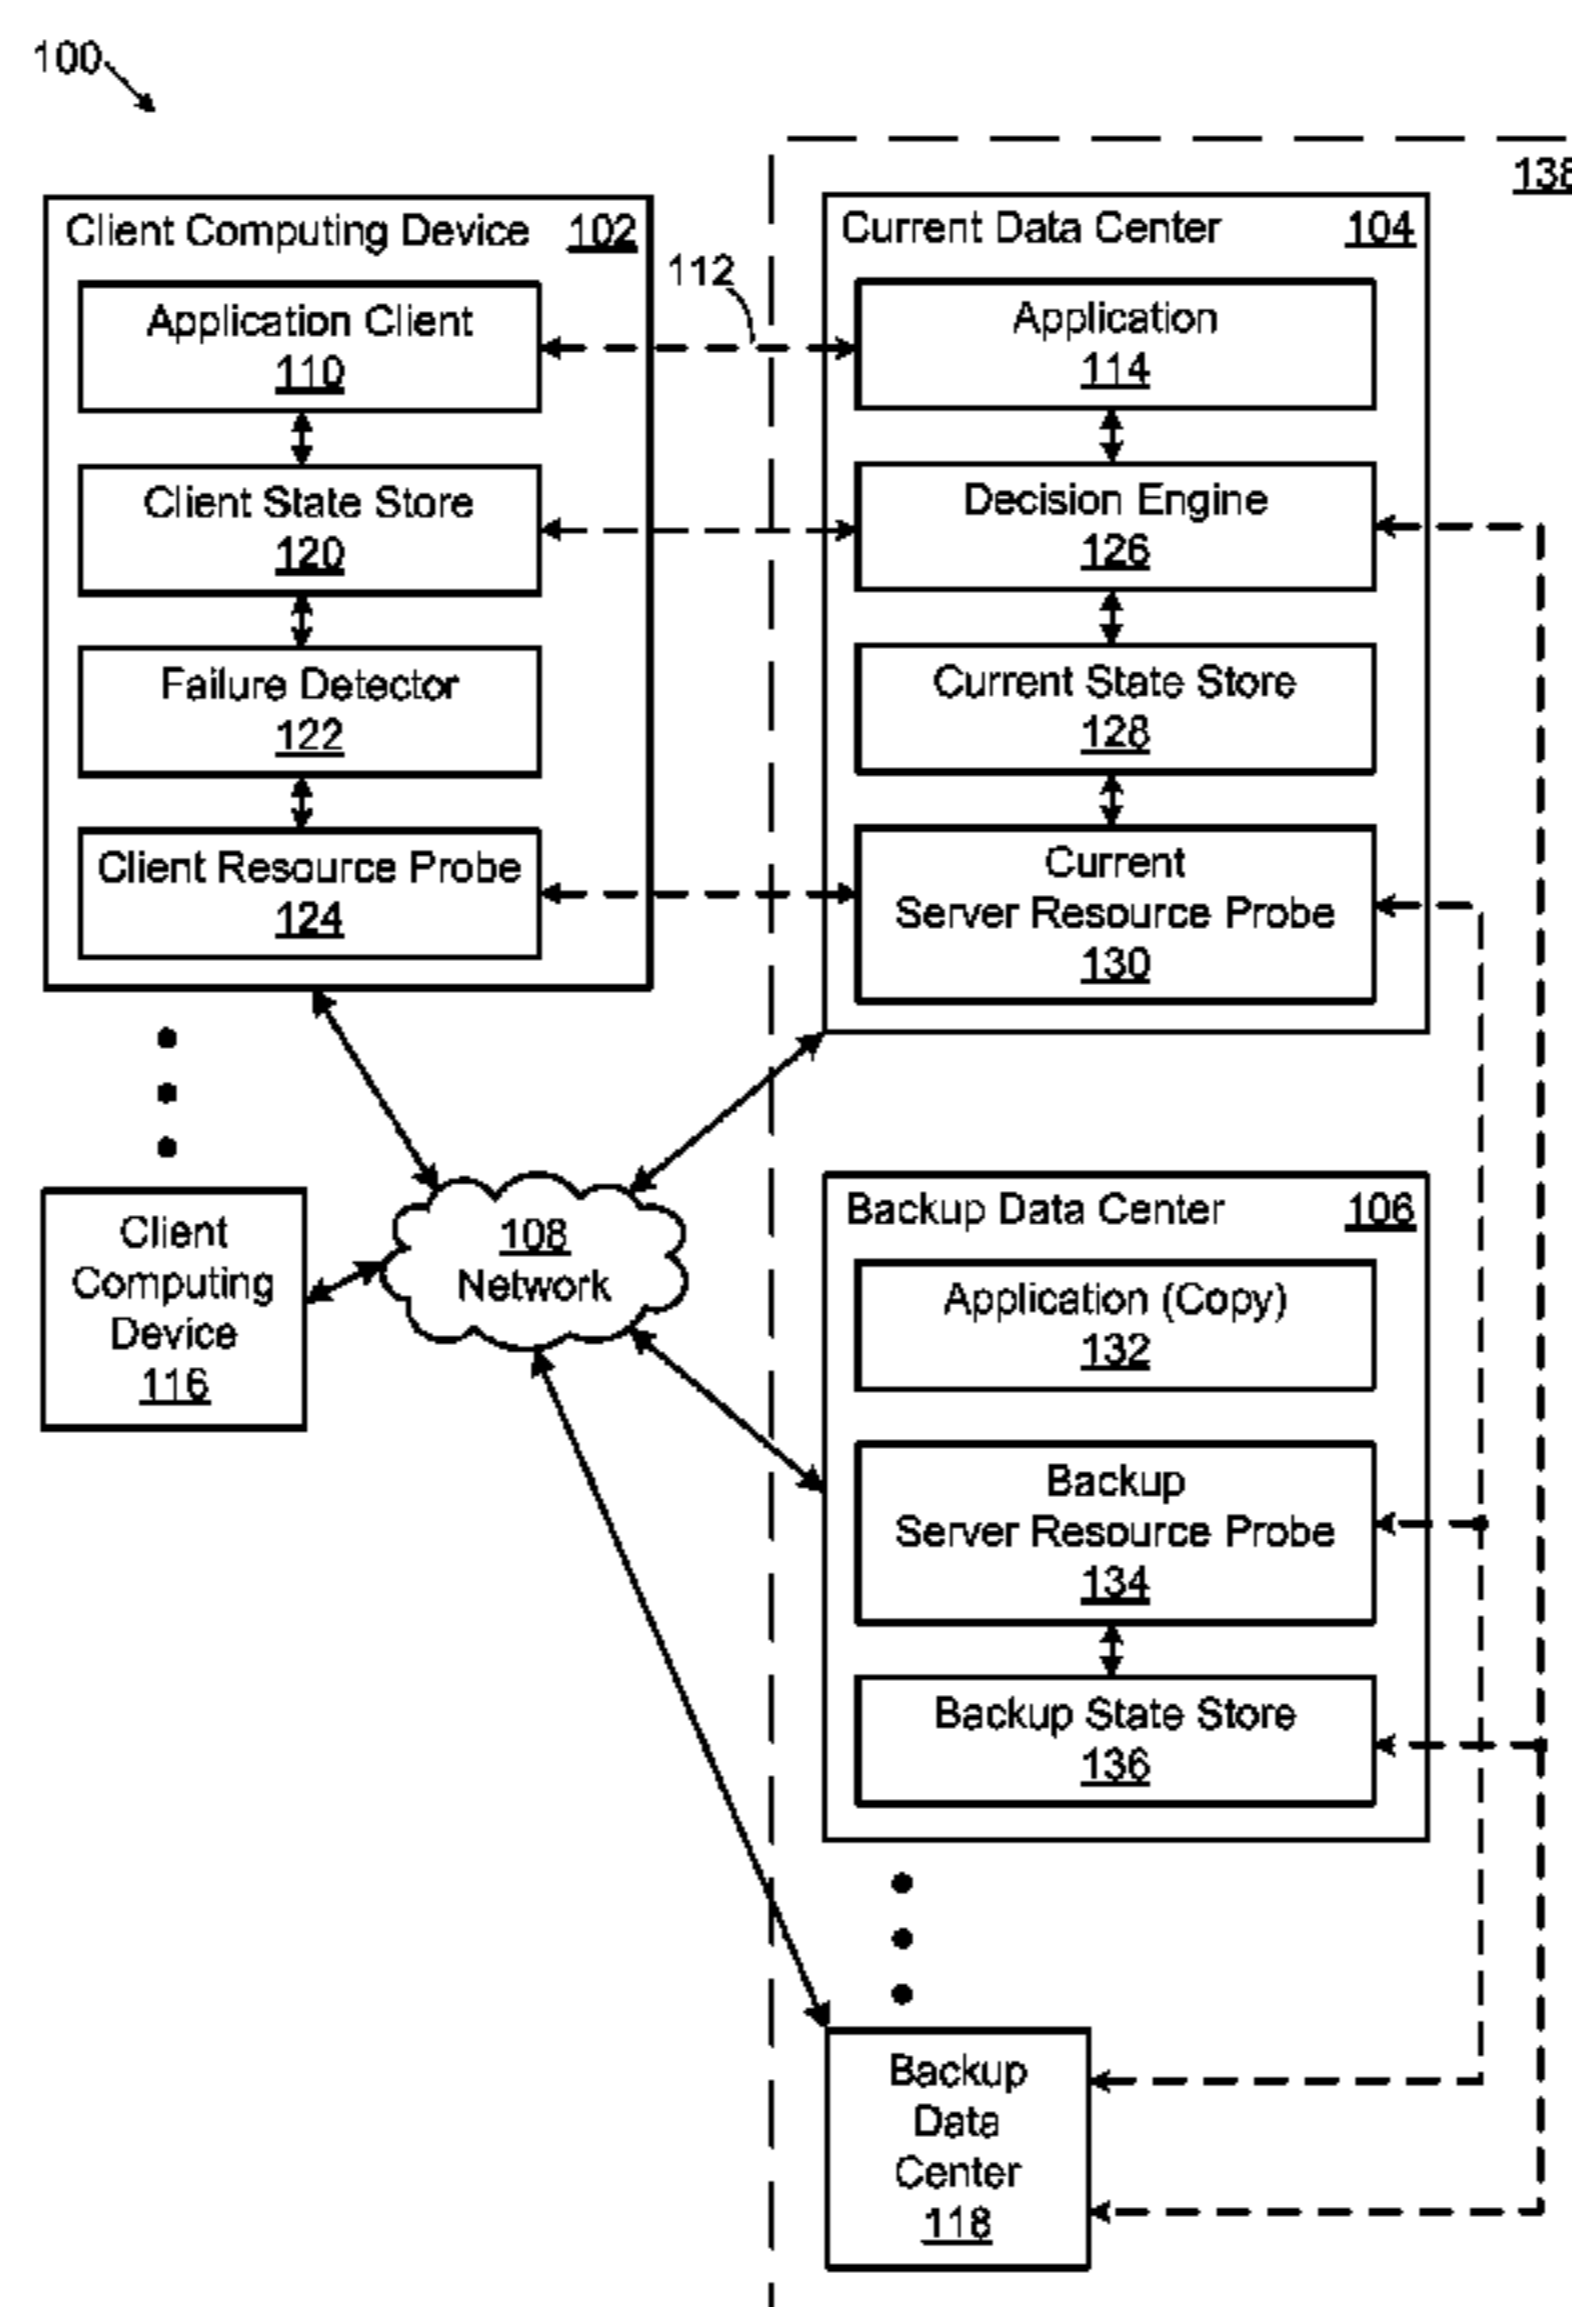 100
138
Client Computing Device 102
Application Client
110
Client State Store
120
Failure Detector
122
Client Resource Probe
124
112
Current Data Center 104
Application
114
Decision Engine
126
Current State Store
128
Current
Server Resource Probe
130
Client
Computing
Device
116
108
Network
Backup Data Center 106
Application (Copy)
132
Backup
Server Resource Probe
134
Backup State Store
136
Backup
Data
Center
118